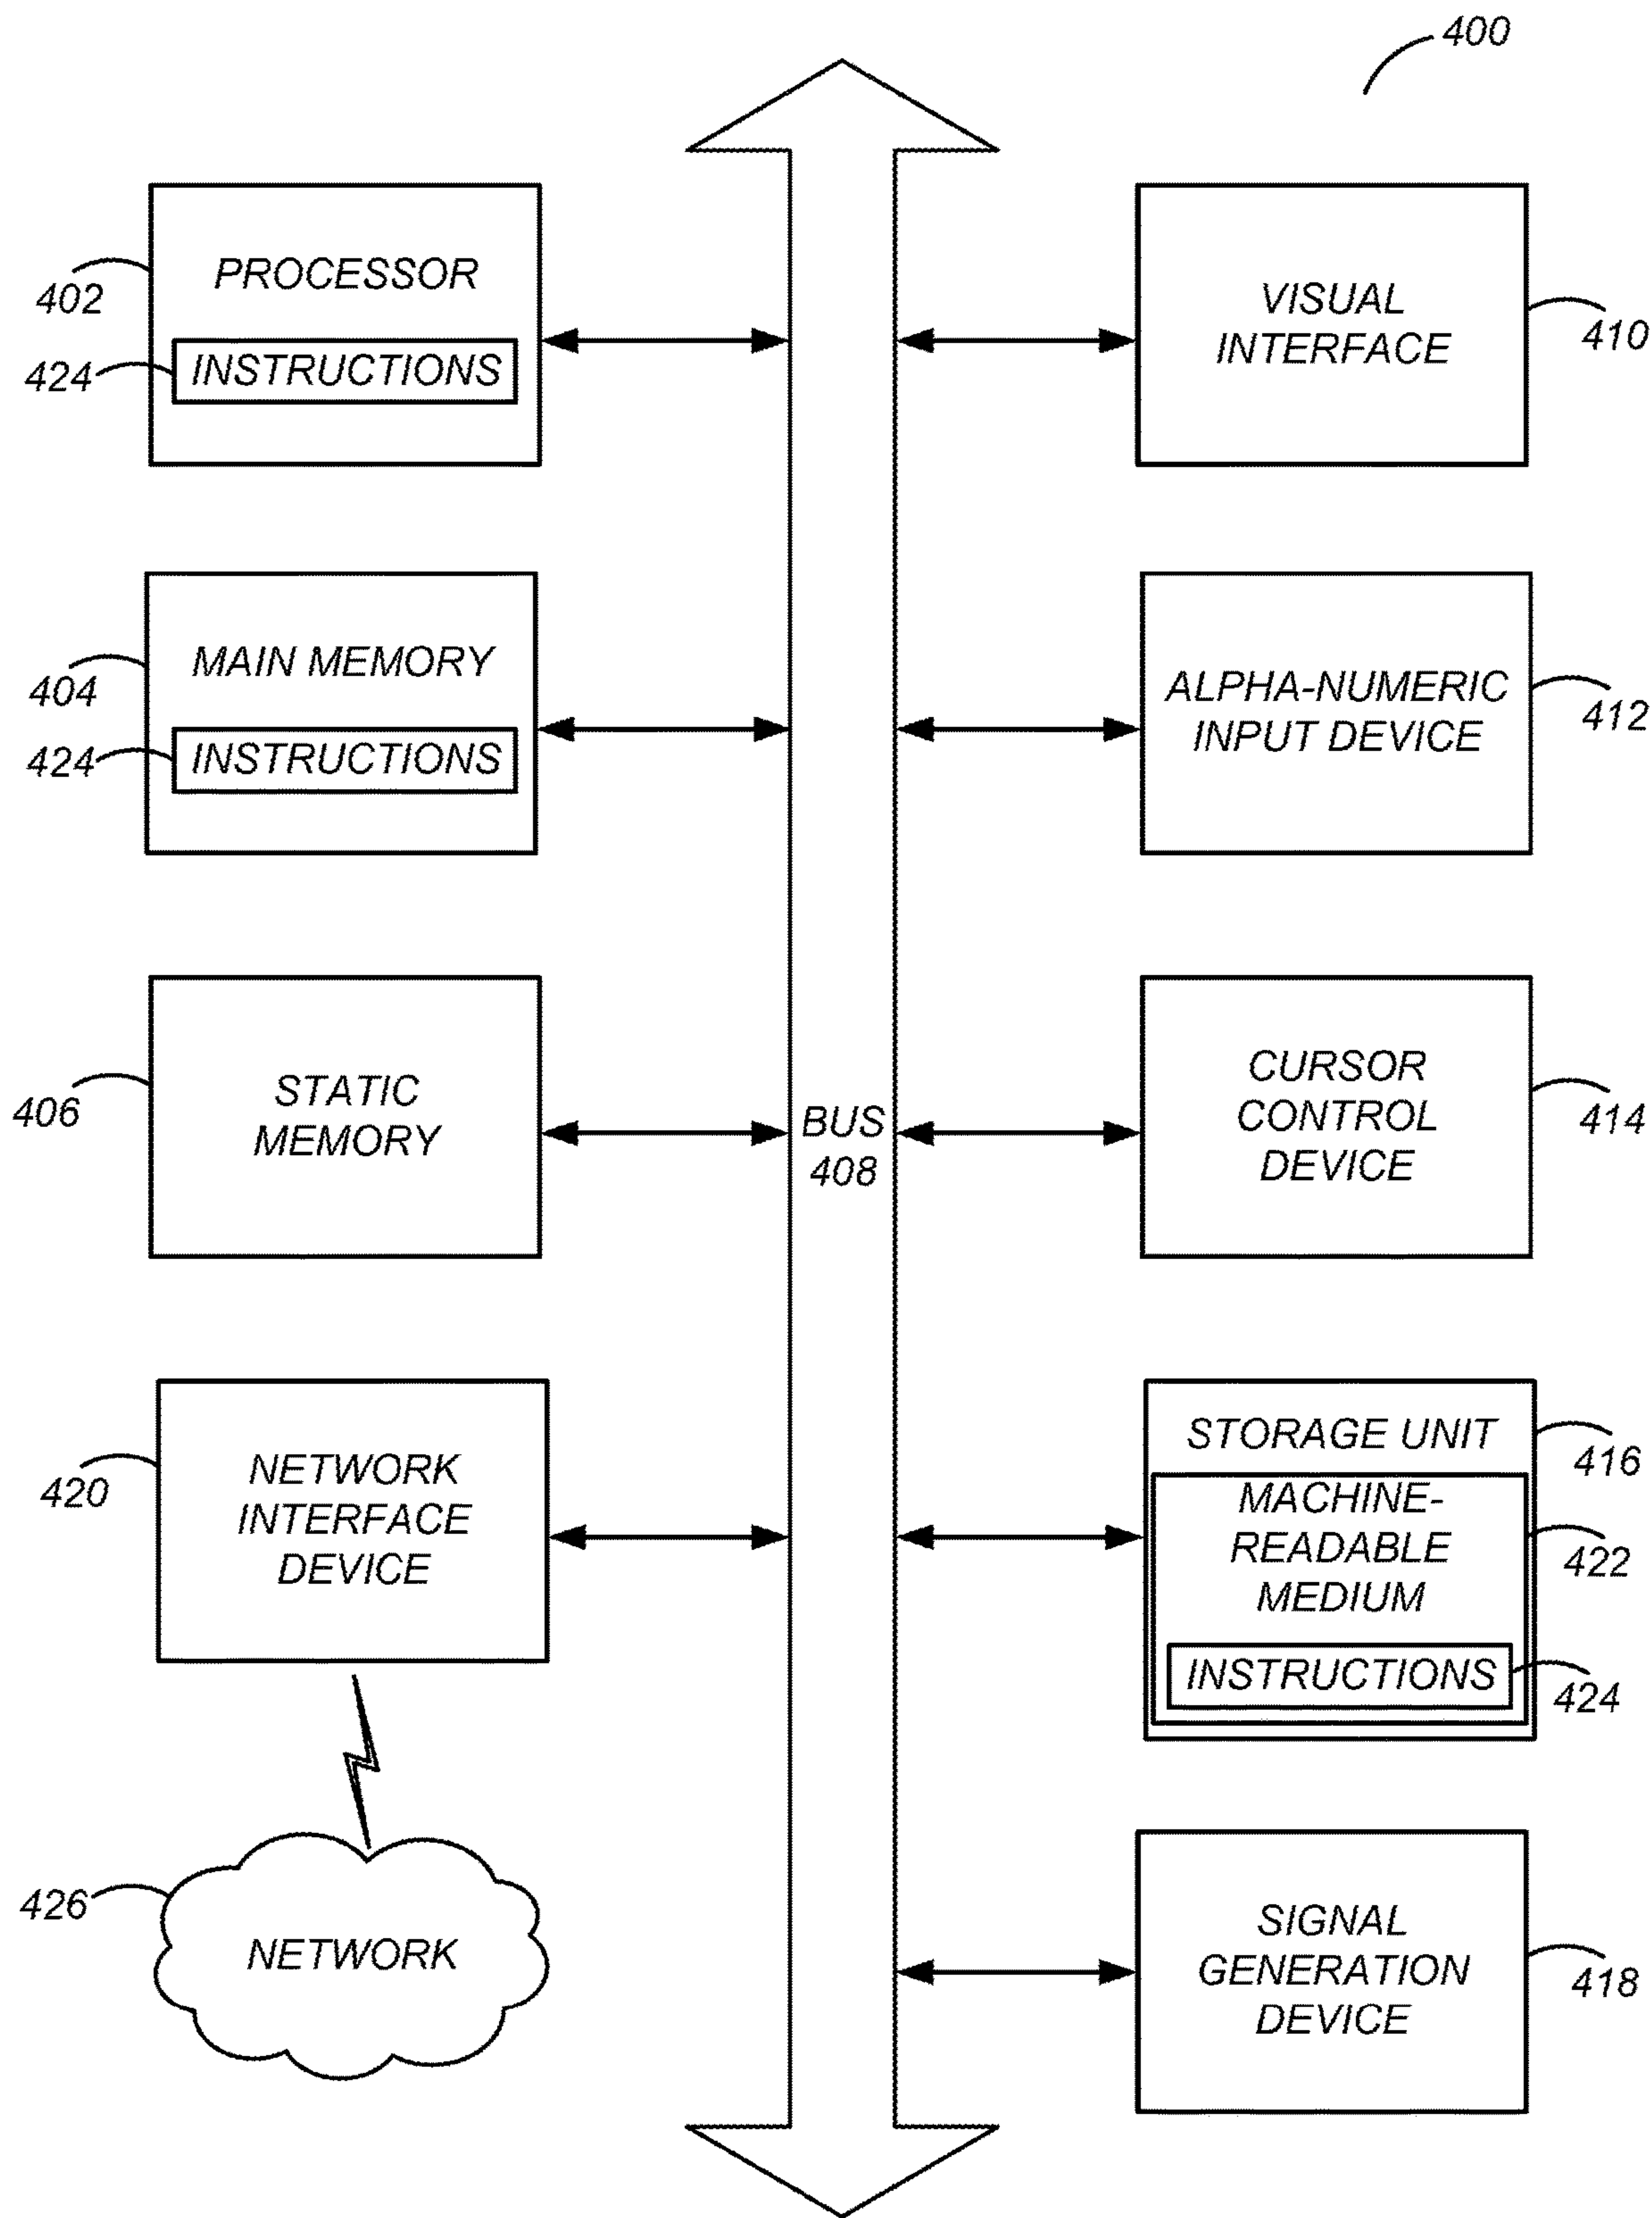 400
PROCESSOR
402
INSTRUCTIONS
424
VISUAL
INTERFACE
410
MAIN MEMORY
404
INSTRUCTIONS
424
ALPHA-NUMERIC
INPUT DEVICE
412
STATIC
MEMORY
406
BUS
408
CURSOR
CONTROL
DEVICE
414
NETWORK
INTERFACE
DEVICE
420
STORAGE UNIT
416
MACHINE-
READABLE
MEDIUM
422
INSTRUCTIONS
424
NETWORK
426
SIGNAL
GENERATION
DEVICE
418